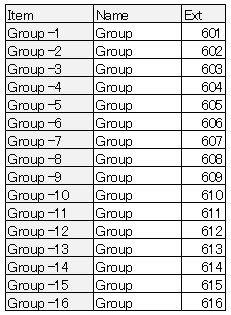 Item Name Ext
Group -1 Group 601
Group -2 Group 602
Group -3 Group 603
Group -4 Group 604
Group -5 Group 605
Group -6 Group 606
Group -7 Group 607
Group -8 Group 608
Group -9 Group 609
Group -10 Group 610
Group -11 Group 611
Group -12 Group 612
Group -13 Group 613
Group -14 Group 614
Group -15 Group 615
Group -16 Group 616